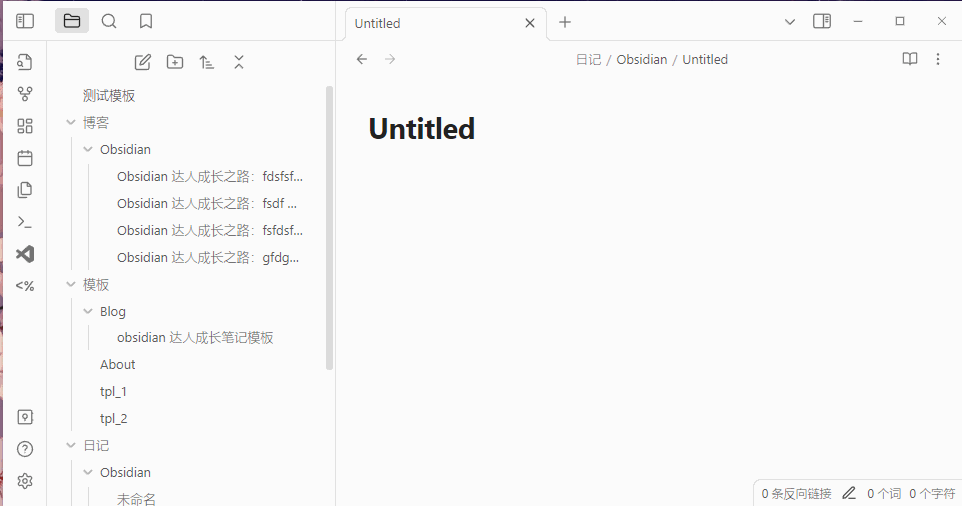 Untitled
日记 / Obsidian / Untitled
测试模板
博客
Obsidian
Obsidian 达人成长之路：fdsfsf...
Obsidian 达人成长之路：fsdf ...
Obsidian 达人成长之路：fsfdsf...
Obsidian 达人成长之路：gfdg...
模板
Blog
obsidian 达人成长笔记模板
About
tpl_1
tpl_2
日记
Obsidian
未命名
<%
Untitled
0 条反向链接 0 个词 0 个字符